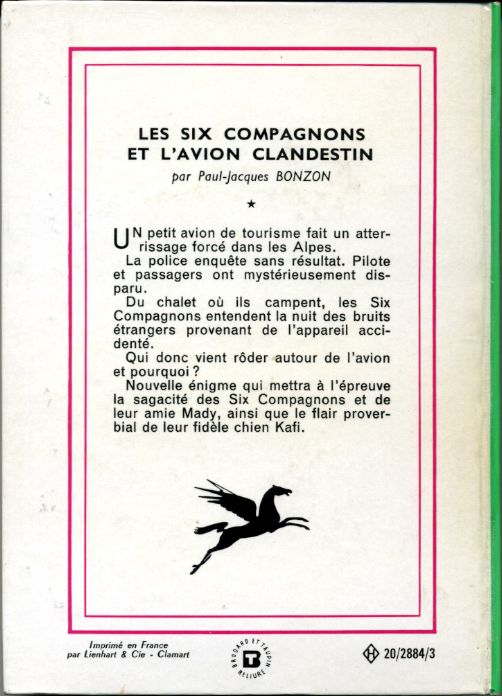 LES SIX COMPAGNONS
ET L'AVION CLANDESTIN
par Paul-Jacques BONZON
★
UN petit avion de tourisme fait un atter-
rissage forcé dans les Alpes.
La police enquête sans résultat. Pilote
et passagers ont mystérieusement dis-
paru.
Du chalet où ils campent, les Six
Compagnons entendent la nuit des bruits
étrangers provenant de l'appareil acci-
denté.
Qui donc vient rôder autour de l'avion
et pourquoi ?
Nouvelle énigme qui mettra à l'épreuve
la sagacité des Six Compagnons et de
leur amie Mady, ainsi que le flair prover-
bial de leur fidèle chien Kafi.
Imprimé en France
par Lienhart & Cie - Clamart
BRODARD ET TAUPIN
RELIURE
H 20/2884/3